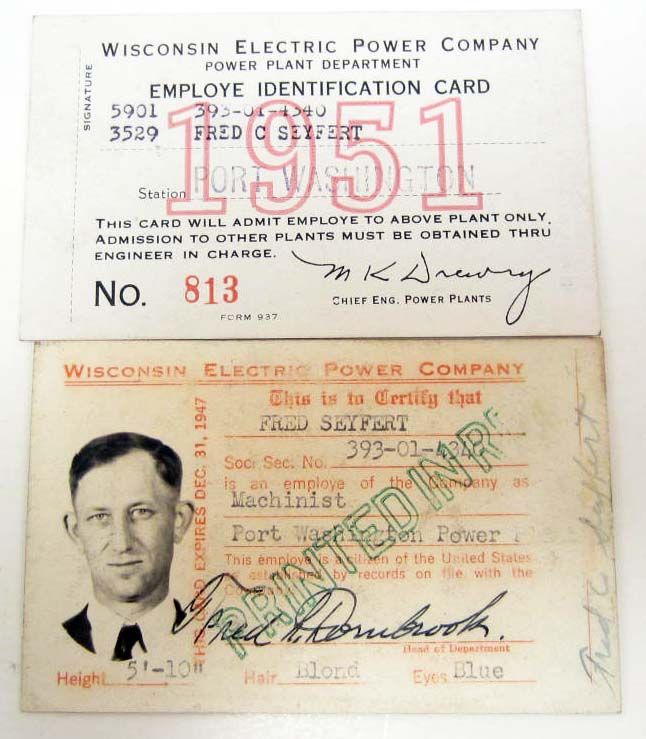 WISCONSIN ELECTRIC POWER COMPANY
POWER PLANT DEPARTMENT
EMPLOYE IDENTIFICATION CARD
SIGNATURE
5901 393-01-4340
3529 FRED C SEYFERT
1951
Station PORT WASHINGTON
THIS CARD WILL ADMIT EMPLOYE TO ABOVE PLANT ONLY.
ADMISSION TO OTHER PLANTS MUST BE OBTAINED THRU
ENGINEER IN CHARGE.
M K Drewry
No. 813
CHIEF ENG. POWER PLANTS
FORM 937
WISCONSIN ELECTRIC POWER COMPANY
This is to Certify that
FRED SEYFERT
Soc. Sec. No. 393-01-4340
is an employe of the Company as
Machinist
Port Washington Power
This employe is a citizen of the United States
as established by records on file with the
Company.
THIS CARD EXPIRES DEC. 31, 1947
PRINTED IN RE
Fred Dornbrook.
Head of Department
Height 5'-10" Hair Blond Eyes Blue
Fred C Seyfert